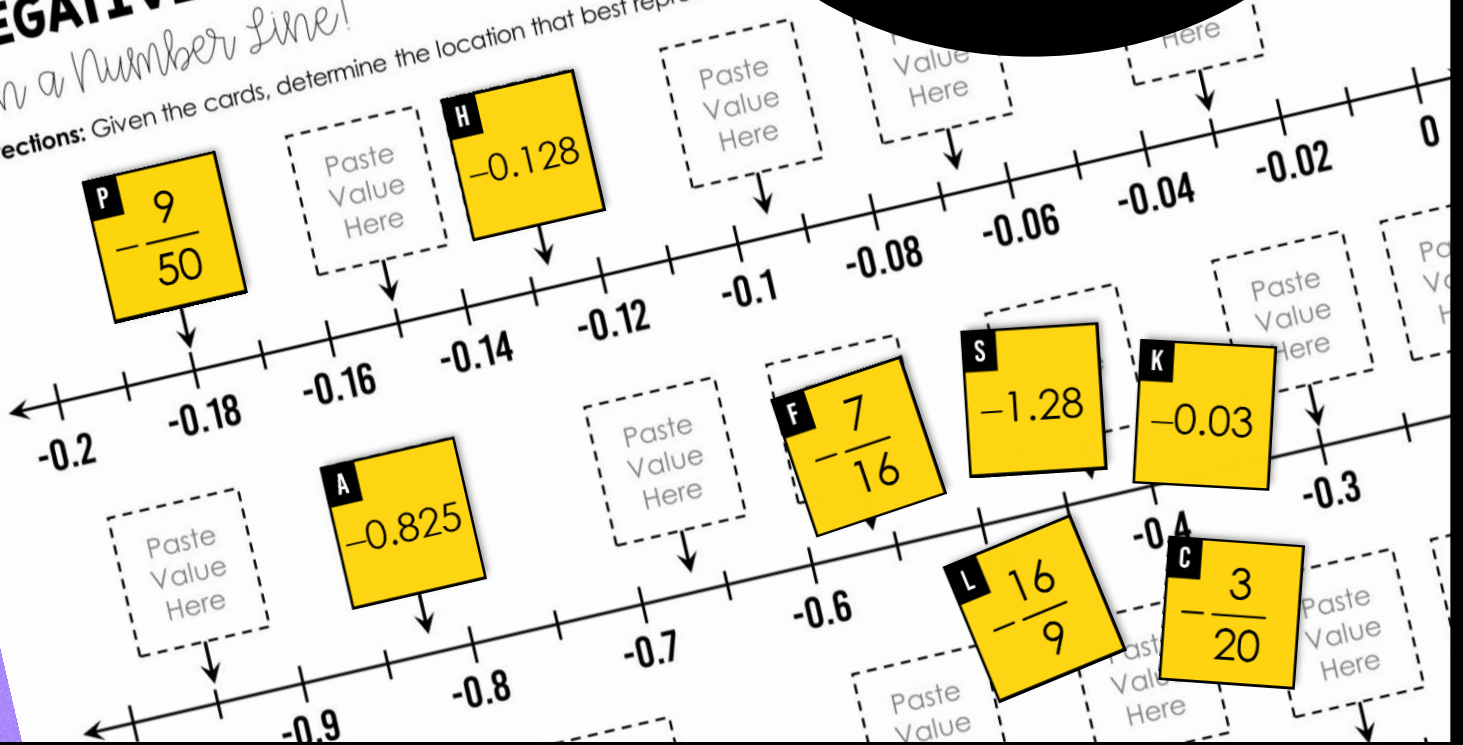 n a Number Line!
ections: Given the cards, determine the location that best repr
P
-9/50
Paste
Value
Here
H
-0.128
Paste
Value
Here
Value
Here
Here
-0.2
-0.18
-0.16
-0.14
-0.12
-0.1
-0.08
-0.06
-0.04
-0.02
0
Paste
Value
Here
A
-0.825
Paste
Value
Here
F
-7/16
S
-1.28
K
-0.03
Paste
Value
Here
-0.9
-0.8
-0.7
-0.6
-0.4
-0.3
L
-16/9
C
-3/20
Paste
Value
Here
Paste
Value
Here